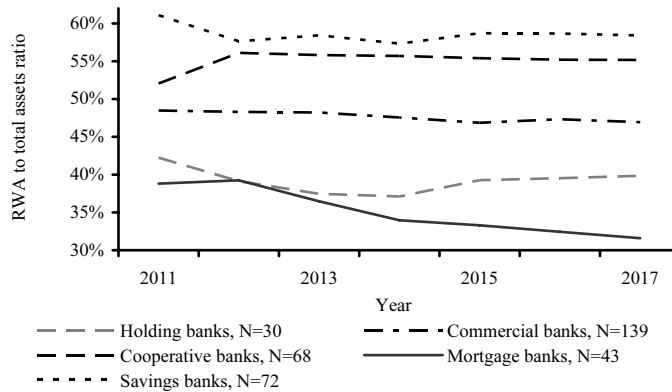 RWA to total assets ratio
60%
55%
50%
45%
40%
35%
30%
2011 2013 2015 2017
Year
Holding banks, N=30 Commercial banks, N=139
Cooperative banks, N=68 Mortgage banks, N=43
Savings banks, N=72